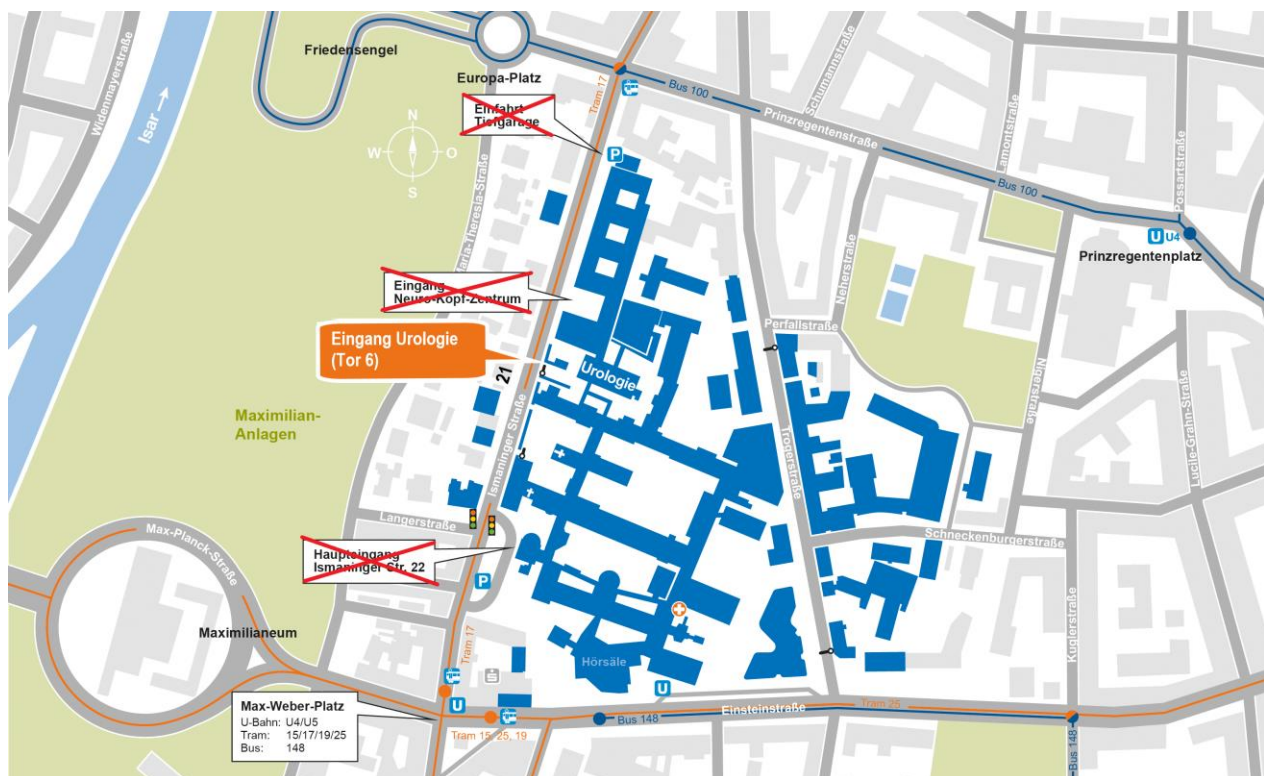 Friedensengel
Europa-Platz
Widenmayerstraße
Isar →
N
W
O
S
Maria-Theresia-Straße
Einfahrt
Tiefgarage
P
Tram 17
Bus 100
Prinzregentenstraße
Schumannstraße
Lamontstraße
Possartstraße
Bus 100
U U4
Prinzregentenplatz
Neherstraße
Perfallstraße
Nigerstraße
Lucile-Grahn-Straße
Eingang
Neuro-Kopf-Zentrum
Eingang Urologie
(Tor 6)
Urologie
21
Ismaninger Straße
Trogerstraße
Maximilian-
Anlagen
Langerstraße
Max-Planck-Straße
Haupteingang
Ismaninger Str. 22
P
Schneckenburgerstraße
Maximilianeum
Tram 17
Hörsäle
U
Kuglerstraße
Max-Weber-Platz
U-Bahn: U4/U5
Tram: 15/17/19/25
Bus: 148
U
Tram 15, 25, 19
Bus 148
Einsteinstraße
Tram 25
Bus 148